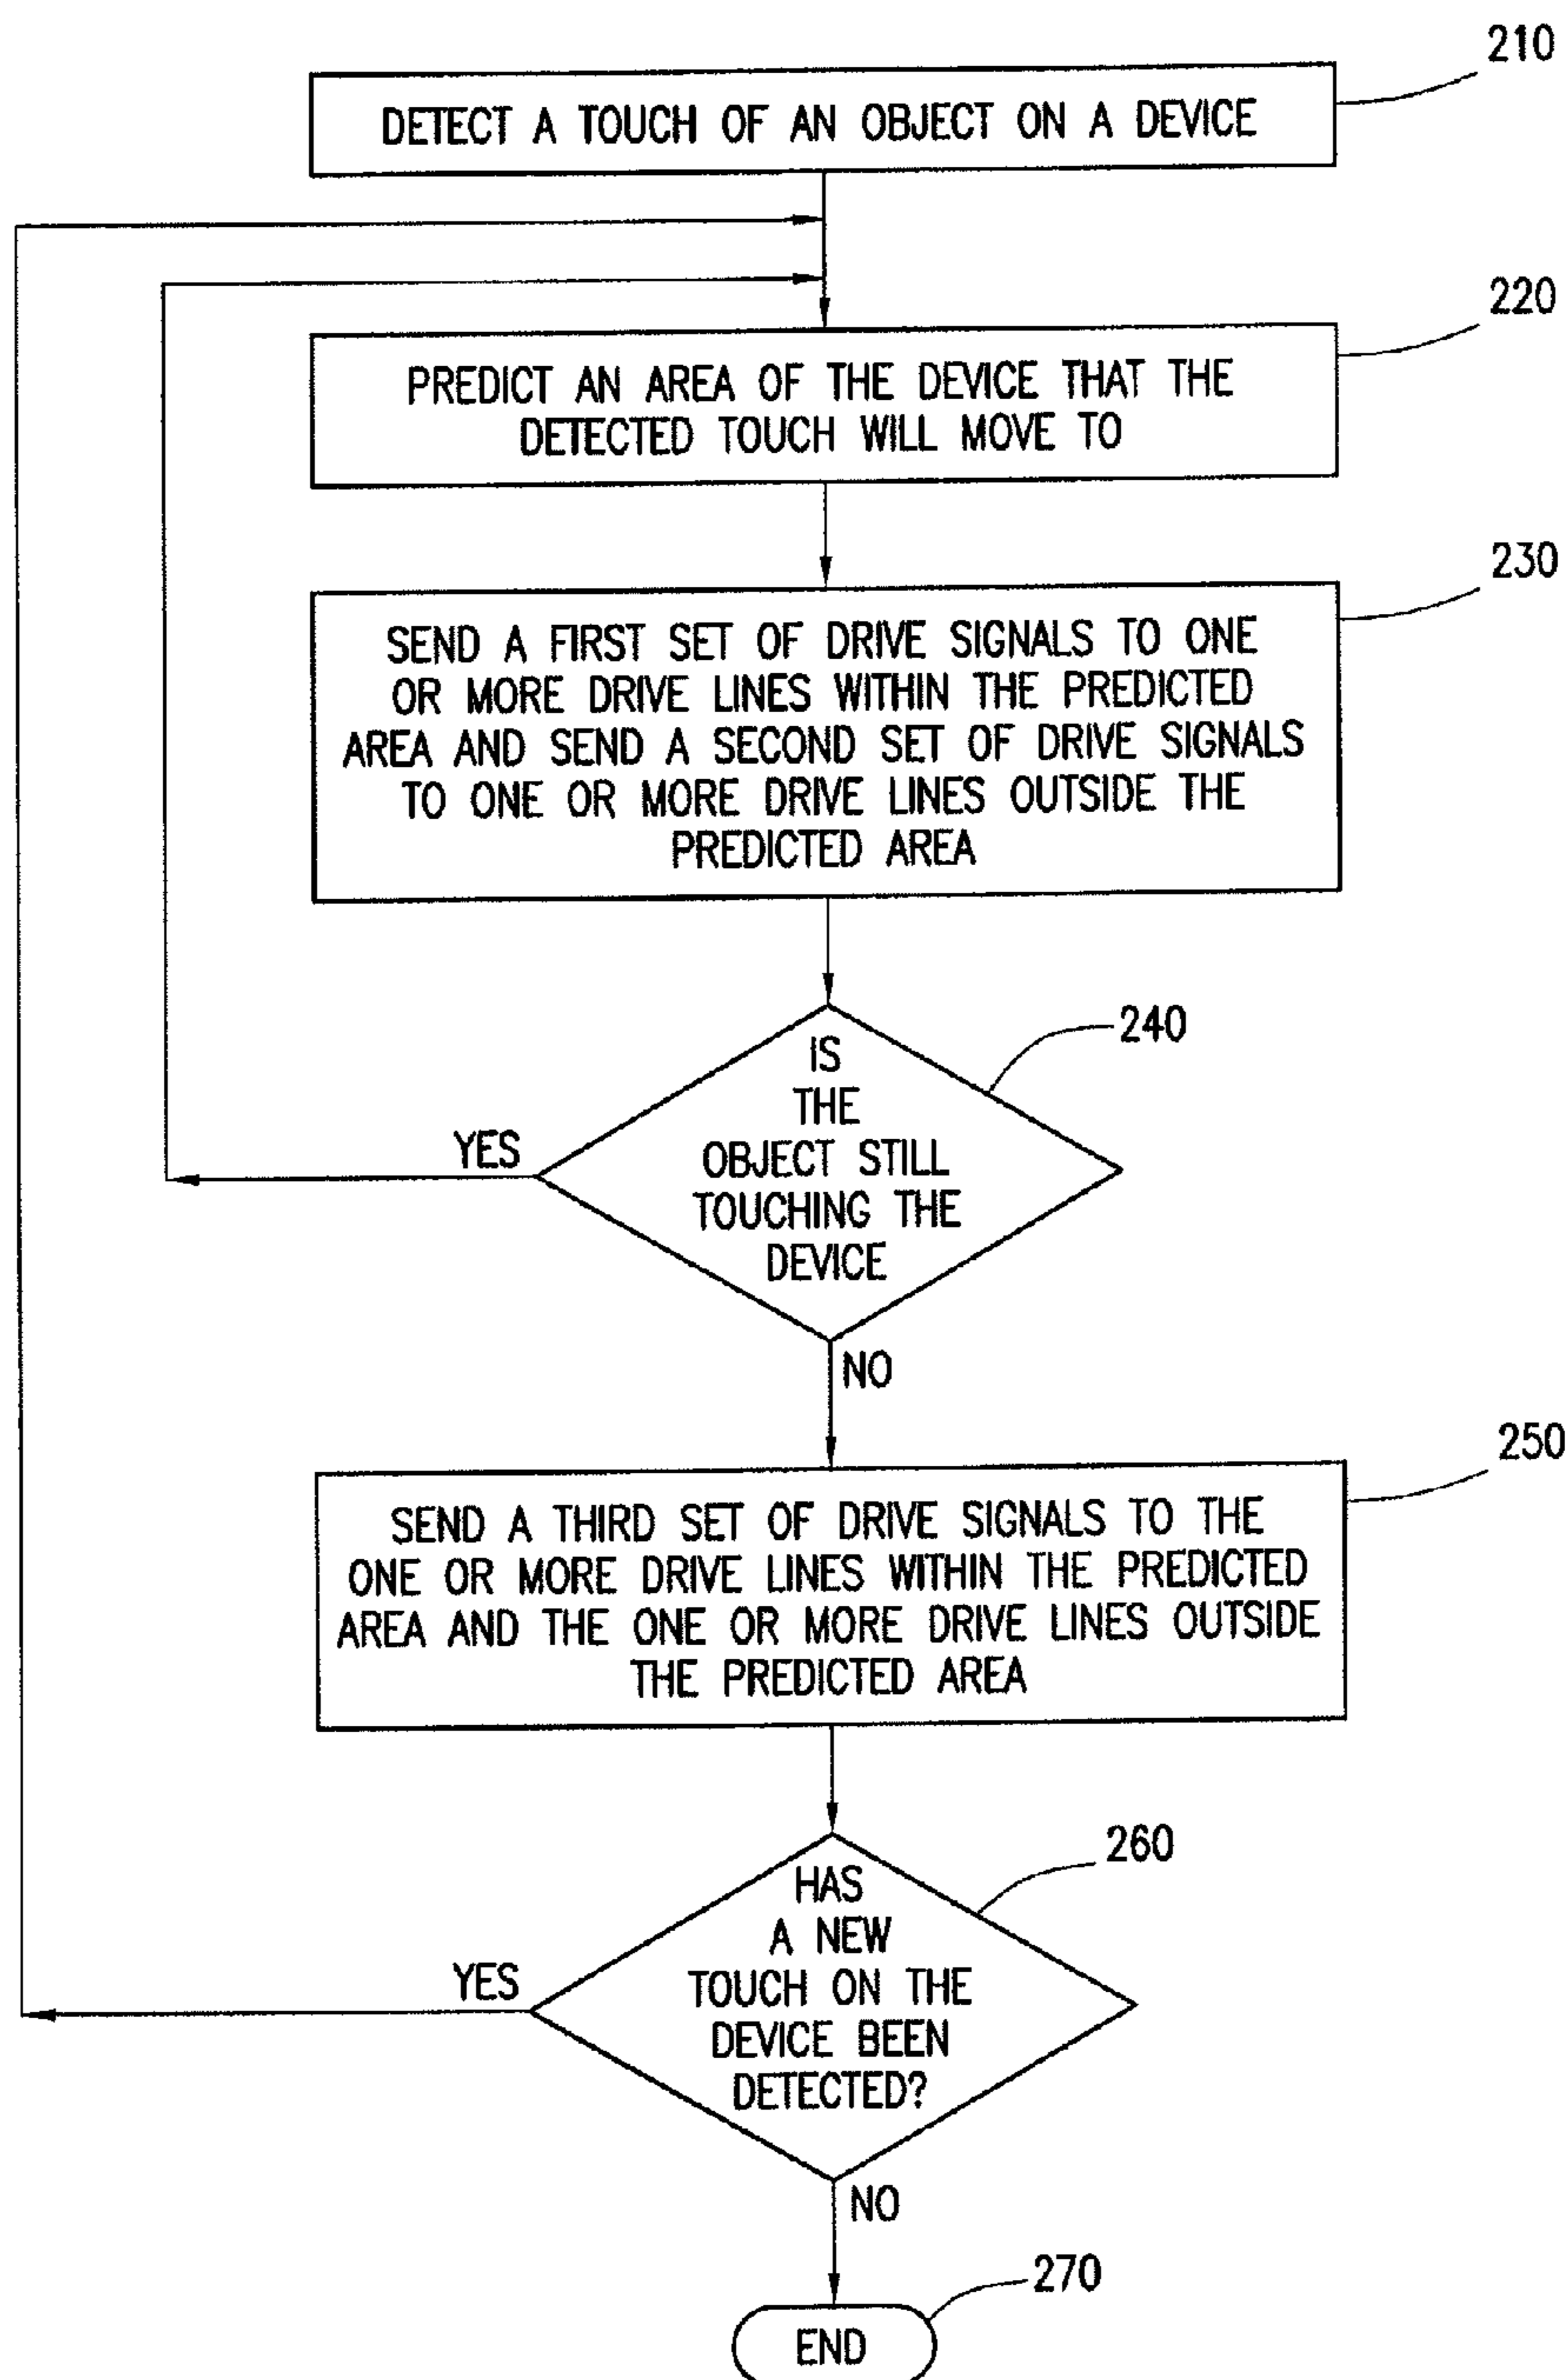 210
DETECT A TOUCH OF AN OBJECT ON A DEVICE
220
PREDICT AN AREA OF THE DEVICE THAT THE
DETECTED TOUCH WILL MOVE TO
230
SEND A FIRST SET OF DRIVE SIGNALS TO ONE
OR MORE DRIVE LINES WITHIN THE PREDICTED
AREA AND SEND A SECOND SET OF DRIVE SIGNALS
TO ONE OR MORE DRIVE LINES OUTSIDE THE
PREDICTED AREA
240
IS
THE
OBJECT STILL
TOUCHING THE
DEVICE
YES
NO
250
SEND A THIRD SET OF DRIVE SIGNALS TO THE
ONE OR MORE DRIVE LINES WITHIN THE PREDICTED
AREA AND THE ONE OR MORE DRIVE LINES OUTSIDE
THE PREDICTED AREA
260
HAS
A NEW
TOUCH ON THE
DEVICE BEEN
DETECTED?
YES
NO
270
END